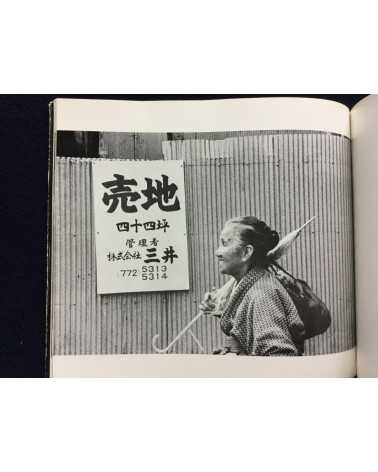 売地
四十四坪
管理者
株式会社 三井
(772) 5313
5314